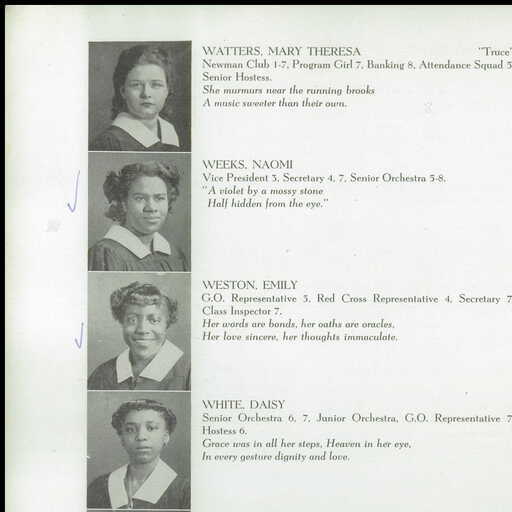 WATTERS, MARY THERESA "Truce"
Newman Club 1-7, Program Girl 7, Banking 8, Attendance Squad 5
Senior Hostess.
She murmurs near the running brooks
A music sweeter than their own.
WEEKS, NAOMI
Vice President 3, Secretary 4, 7, Senior Orchestra 5-8.
"A violet by a mossy stone
Half hidden from the eye."
WESTON, EMILY
G.O. Representative 3, Red Cross Representative 4, Secretary 7
Class Inspector 7.
Her words are bonds, her oaths are oracles,
Her love sincere, her thoughts immaculate.
WHITE, DAISY
Senior Orchestra 6, 7, Junior Orchestra, G.O. Representative 7
Hostess 6.
Grace was in all her steps, Heaven in her eye,
In every gesture dignity and love.